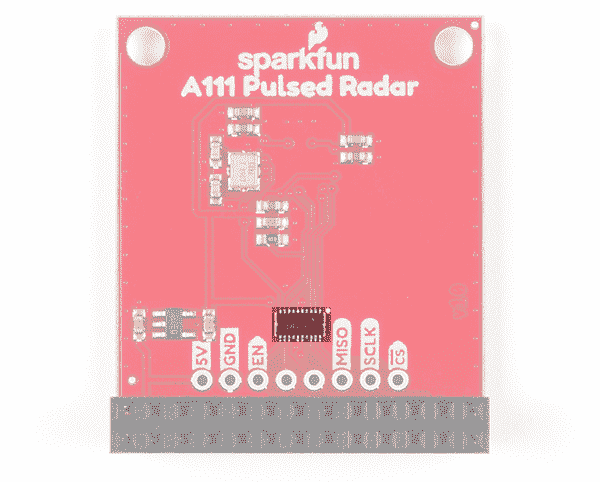 sparkfun
A111 Pulsed Radar
5V
GND
EN
MISO
SCLK
CS